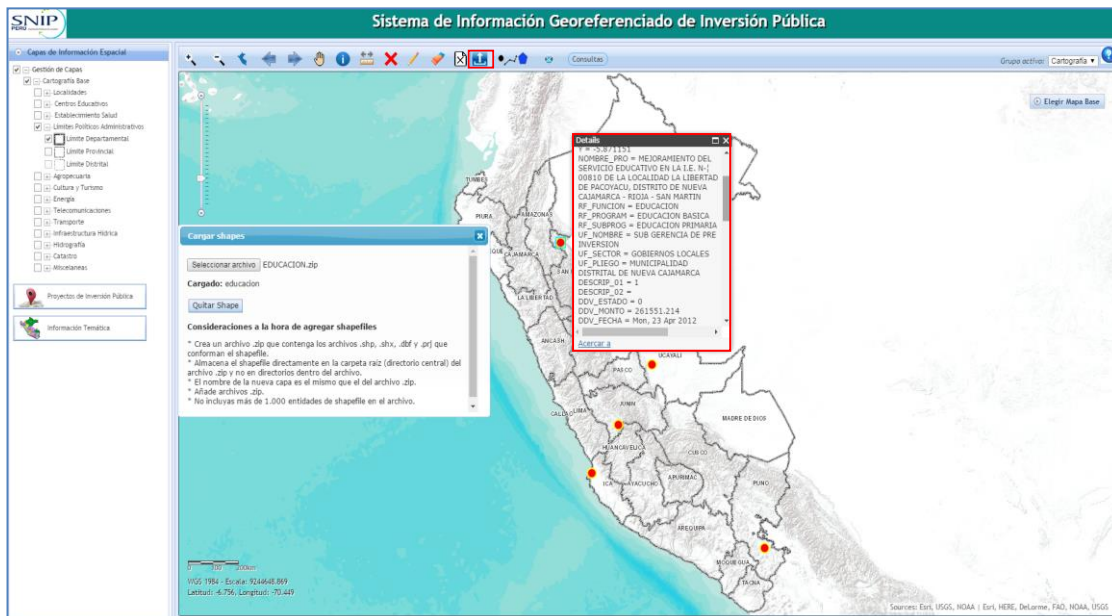 SNIP
PERU
Sistema de Información Georeferenciado de Inversión Pública
Capas de Información Espacial
Gestión de Capas
Cartografía Base
Localidades
Centros Educativos
Establecimiento Salud
Límites Políticos Administrativos
Límite Departamental
Límite Provincial
Límite Distrital
Agropecuaria
Cultura y Turismo
Energía
Telecomunicaciones
Transporte
Infraestructura Hídrica
Hidrografía
Catastro
Misceláneas
Proyectos de Inversión Pública
Información Temática
Consultas
Grupo activo: Cartografía
Elegir Mapa Base
Details
Y = -5.871151
NOMBRE_PRO = MEJORAMIENTO DEL
SERVICIO EDUCATIVO EN LA I.E. N-¦
00810 DE LA LOCALIDAD LA LIBERTAD
DE PACOYACU, DISTRITO DE NUEVA
CAJAMARCA - RIOJA - SAN MARTIN
RF_FUNCION = EDUCACION
RF_PROGRAM = EDUCACION BASICA
RF_SUBPROG = EDUCACION PRIMARIA
UF_NOMBRE = SUB GERENCIA DE PRE
INVERSION
UF_SECTOR = GOBIERNOS LOCALES
UF_PLIEGO = MUNICIPALIDAD
DISTRITAL DE NUEVA CAJAMARCA
DESCRIP_01 = 1
DESCRIP_02 =
DDV_ESTADO = 0
DDV_MONTO = 261551.214
DDV_FECHA = Mon, 23 Apr 2012
Acercar a
Cargar shapes
Seleccionar archivo EDUCACION.zip
Cargado: educacion
Quitar Shape
Consideraciones a la hora de agregar shapefiles
* Crea un archivo .zip que contenga los archivos .shp, .shx, .dbf y .prj que
conforman el shapefile.
* Almacena el shapefile directamente en la carpeta raíz (directorio central) del
archivo .zip y no en directorios dentro del archivo.
* El nombre de la nueva capa es el mismo que el del archivo .zip.
* Añade archivos .zip.
* No incluyas más de 1.000 entidades de shapefile en el archivo.
TUMBES
PIURA
AMAZONAS
CAJAMARCA
SAN
LA LIBERTAD
ANCASH
UCAYALI
PASCO
JUNIN
CALLAO
LIMA
MADRE DE DIOS
HUANCAVELICA
CUSCO
ICA
AYACUCHO
APURIMAC
PUNO
AREQUIPA
MOQUEGUA
TACNA
0 100 200km
WGS 1984 - Escala: 9244648.869
Latitud: -6.756, Longitud: -70.449
Sources: Esri, USGS, NOAA | Esri, HERE, DeLorme, FAO, NOAA, USGS